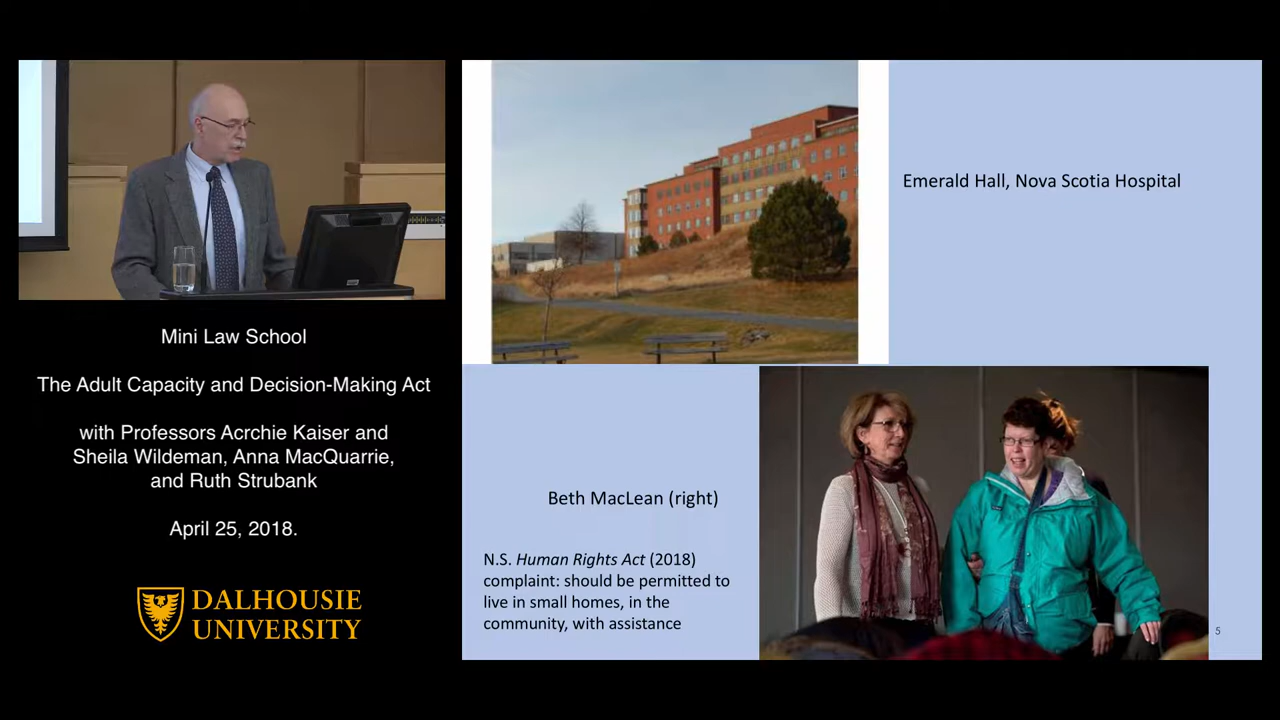 Mini Law School
The Adult Capacity and Decision-Making Act
with Professors Acrchie Kaiser and
Sheila Wildeman, Anna MacQuarrie,
and Ruth Strubank
April 25, 2018.
DALHOUSIE
UNIVERSITY
Emerald Hall, Nova Scotia Hospital
Beth MacLean (right)
N.S. Human Rights Act (2018)
complaint: should be permitted to
live in small homes, in the
community, with assistance
5